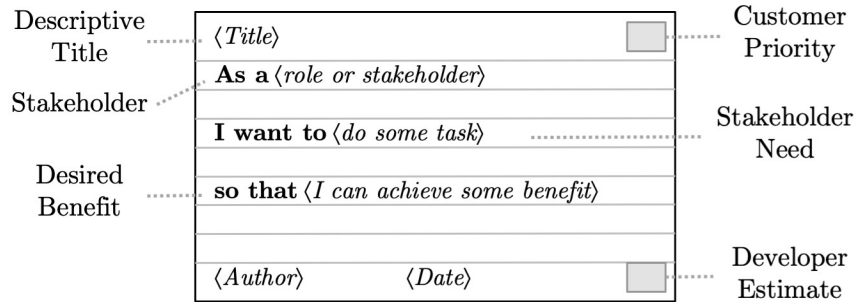 Descriptive
Title
⟨Title⟩
Customer
Priority
Stakeholder
As a ⟨role or stakeholder⟩
I want to ⟨do some task⟩
Stakeholder
Need
Desired
Benefit
so that ⟨I can achieve some benefit⟩
⟨Author⟩ ⟨Date⟩
Developer
Estimate